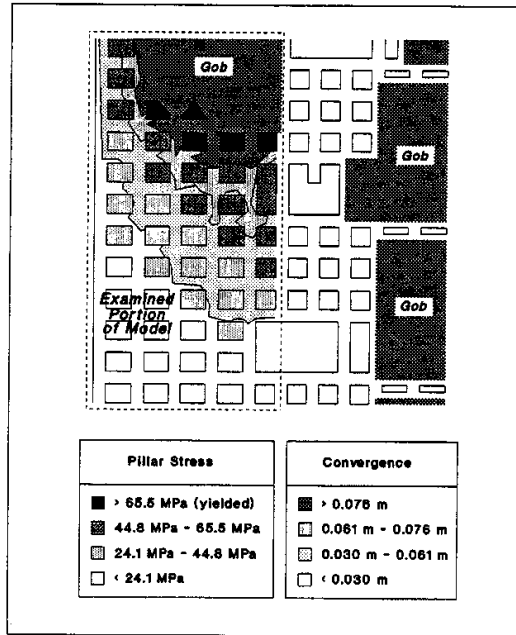 Gob
Gob
Gob
Examined
Portion
of Model
Pillar Stress
> 65.5 MPa (yielded)
44.8 MPa - 65.5 MPa
24.1 MPa - 44.8 MPa
< 24.1 MPa
Convergence
> 0.076 m
0.061 m - 0.076 m
0.030 m - 0.061 m
< 0.030 m